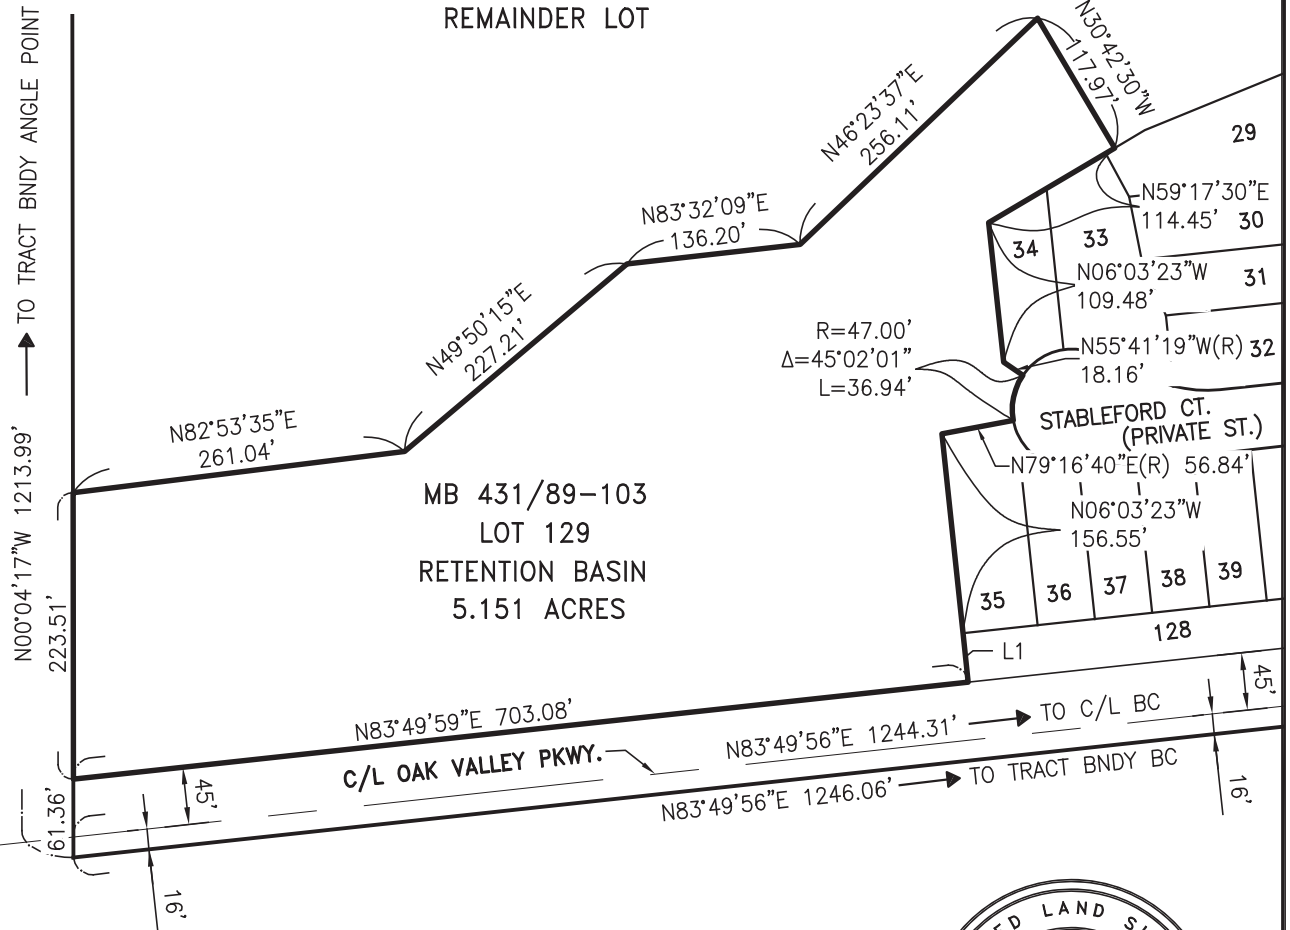 REMAINDER LOT
TO TRACT BNDY ANGLE POINT
N00°04'17"W 1213.99'
N30°42'30"W
117.97'
N46°23'37"E
256.11'
29
N59°17'30"E
114.45'
30
N83°32'09"E
136.20'
34
33
N06°03'23"W
109.48'
31
N49°50'15"E
227.21'
R=47.00'
Δ=45°02'01"
L=36.94'
N55°41'19"W(R)
18.16'
32
STABLEFORD CT.
(PRIVATE ST.)
N82°53'35"E
261.04'
N79°16'40"E(R) 56.84'
MB 431/89-103
LOT 129
RETENTION BASIN
5.151 ACRES
N06°03'23"W
156.55'
35
36
37
38
39
128
L1
223.51'
N83°49'59"E 703.08'
45'
TO C/L BC
N83°49'56"E 1244.31'
C/L OAK VALLEY PKWY.
TO TRACT BNDY BC
N83°49'56"E 1246.06'
61.36'
45'
16'
16'
LAND